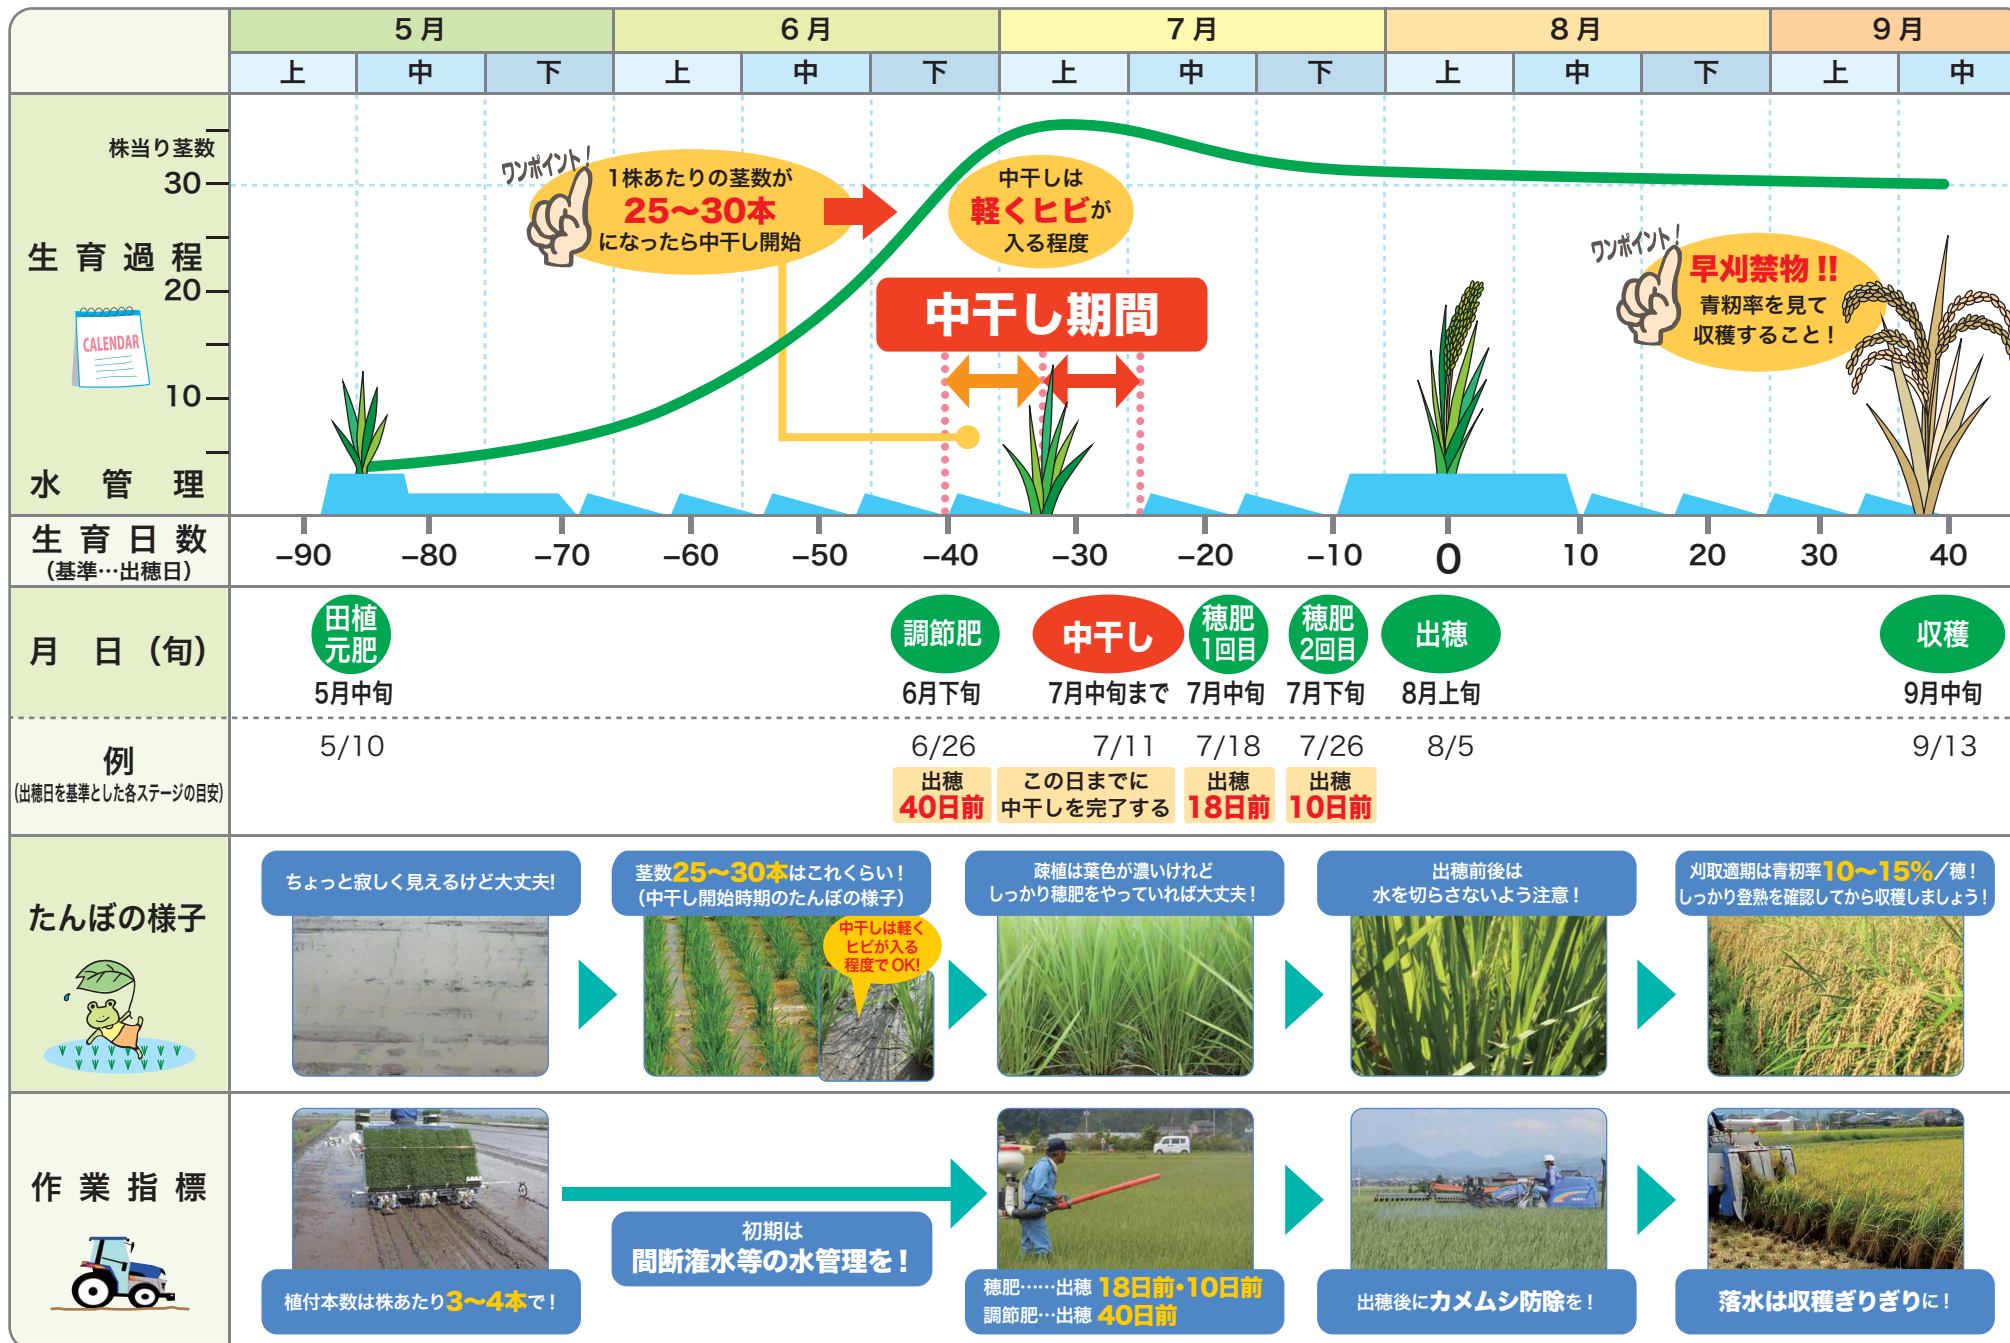 5月 6月 7月 8月 9月
上 中 下 上 中 下 上 中 下 上 中 下 上 中
株当り茎数
30
20
10
生育過程
CALENDAR
水管理
ワンポイント！
1株あたりの茎数が
25〜30本
になったら中干し開始
中干しは
軽くヒビが
入る程度
中干し期間
ワンポイント！
早刈禁物!!
青籾率を見て
収穫すること！
生育日数
（基準…出穂日）
–90 –80 –70 –60 –50 –40 –30 –20 –10 0 10 20 30 40
月日（旬）
田植
元肥
5月中旬
調節肥
6月下旬
中干し
7月中旬まで
穂肥
1回目
7月中旬
穂肥
2回目
7月下旬
出穂
8月上旬
収穫
9月中旬
例
（出穂日を基準とした各ステージの目安）
5/10 6/26 7/11 7/18 7/26 8/5 9/13
出穂
40日前
この日までに
中干しを完了する
出穂
18日前
出穂
10日前
たんぼの様子
ちょっと寂しく見えるけど大丈夫！
茎数25〜30本はこれくらい！
（中干し開始時期のたんぼの様子）
中干しは軽く
ヒビが入る
程度でOK!
疎植は葉色が濃いけれど
しっかり穂肥をやっていれば大丈夫！
出穂前後は
水を切らさないよう注意！
刈取適期は青籾率10〜15%／穂！
しっかり登熟を確認してから収穫しましょう！
作業指標
植付本数は株あたり3〜4本で！
初期は
間断潅水等の水管理を！
穂肥……出穂 18日前・10日前
調節肥…出穂 40日前
出穂後にカメムシ防除を！
落水は収穫ぎりぎりに！